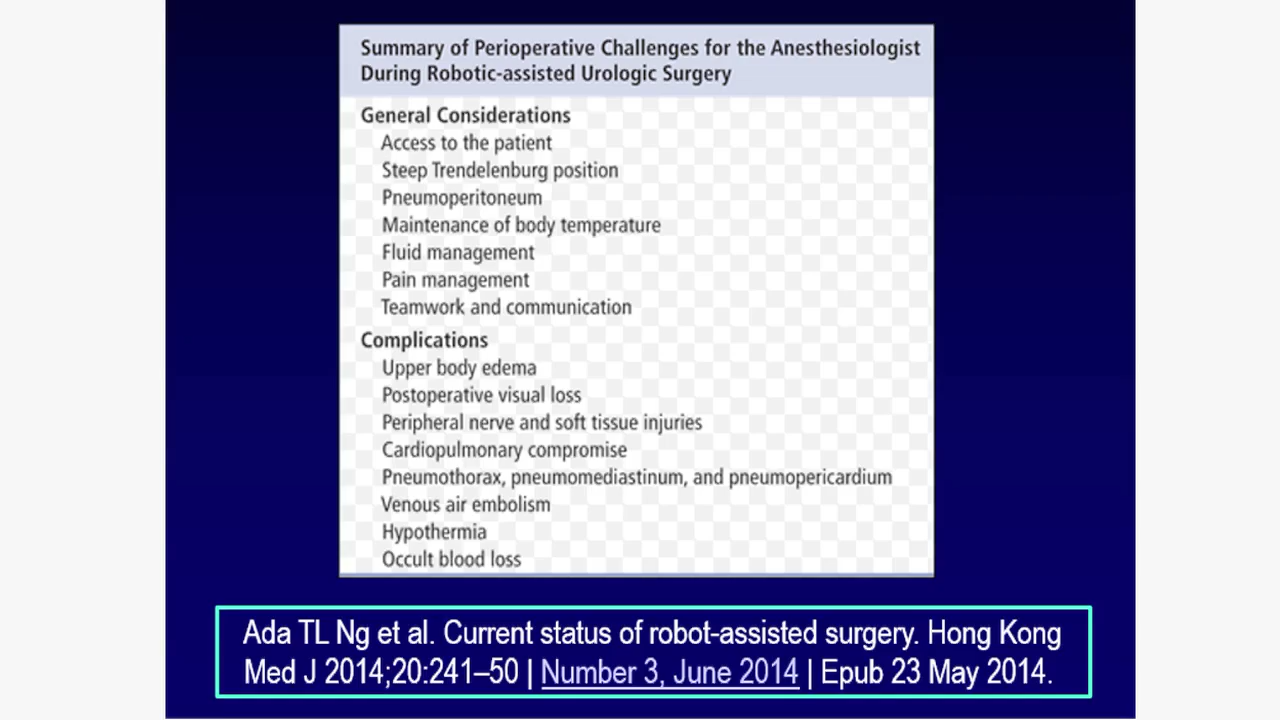 Summary of Perioperative Challenges for the Anesthesiologist
During Robotic-assisted Urologic Surgery
General Considerations
Access to the patient
Steep Trendelenburg position
Pneumoperitoneum
Maintenance of body temperature
Fluid management
Pain management
Teamwork and communication
Complications
Upper body edema
Postoperative visual loss
Peripheral nerve and soft tissue injuries
Cardiopulmonary compromise
Pneumothorax, pneumomediastinum, and pneumopericardium
Venous air embolism
Hypothermia
Occult blood loss
Ada TL Ng et al. Current status of robot-assisted surgery. Hong Kong
Med J 2014;20:241–50 | Number 3, June 2014 | Epub 23 May 2014.